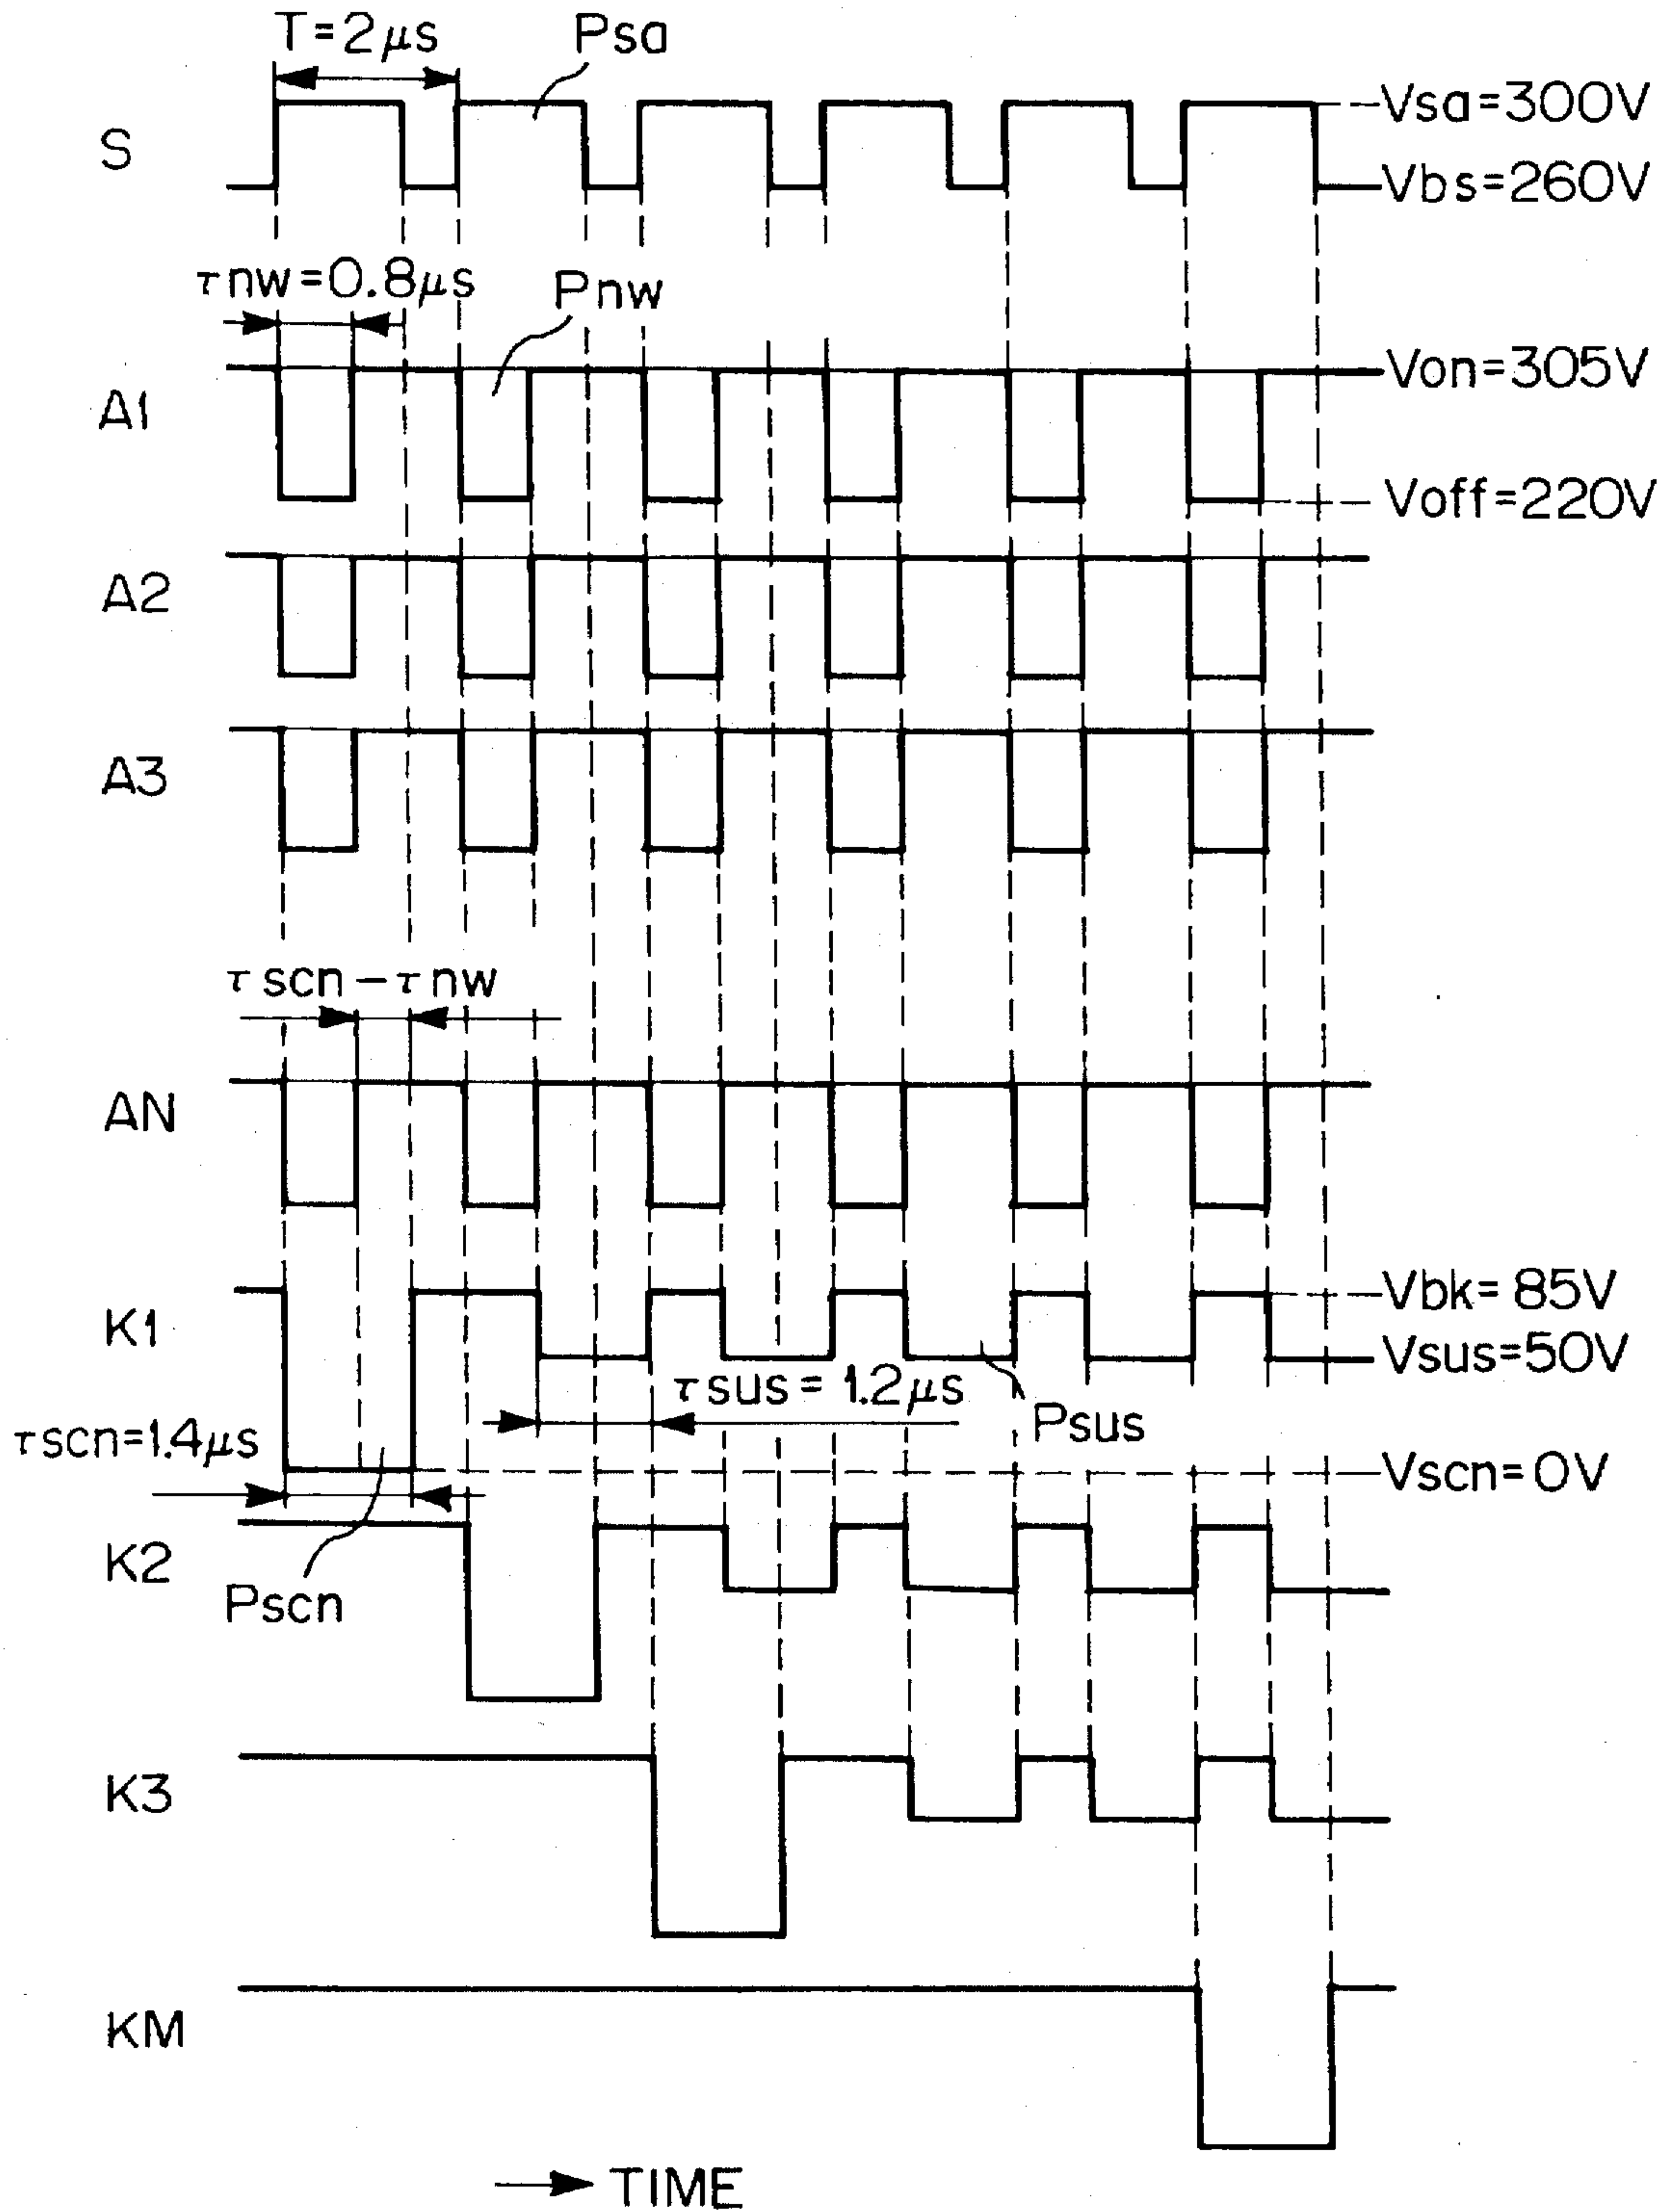 T=2μs
Psa
S
Vsa=300V
Vbs=260V
τnw=0.8μs
Pnw
A1
Von=305V
Voff=220V
A2
A3
τscn-τnw
AN
K1
Vbk=85V
Vsus=50V
τsus=1.2μs
Psus
τscn=1.4μs
Vscn=0V
K2
Pscn
K3
KM
TIME